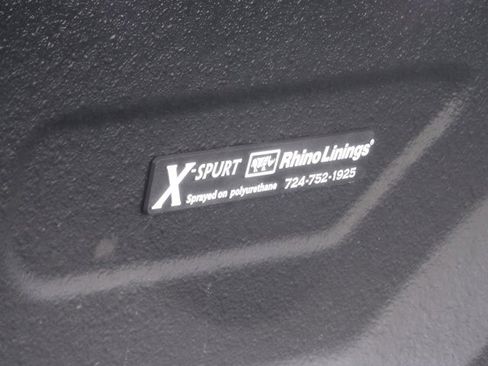 X-SPURT Rhino Linings®
Sprayed on polyurethane 724-752-1925